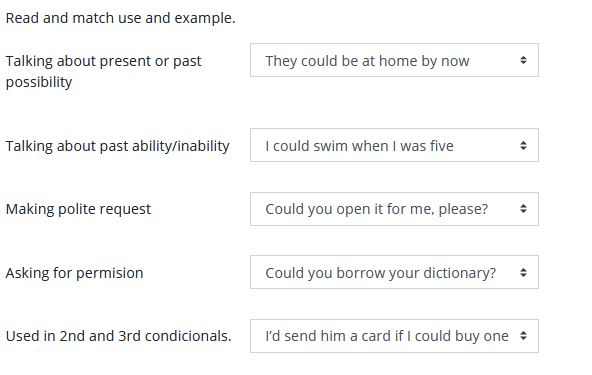 Read and match use and example.
Talking about present or past
possibility
They could be at home by now
Talking about past ability/inability
I could swim when I was five
Making polite request
Could you open it for me, please?
Asking for permision
Could you borrow your dictionary?
Used in 2nd and 3rd condicionals.
I'd send him a card if I could buy one